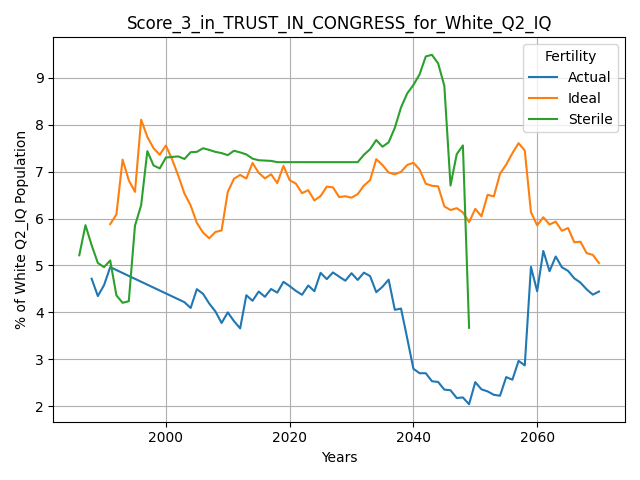 Score_3_in_TRUST_IN_CONGRESS_for_White_Q2_IQ
Fertility
Actual
Ideal
Sterile
% of White Q2_IQ Population
9
8
7
6
5
4
3
2
2000 2020 2040 2060
Years